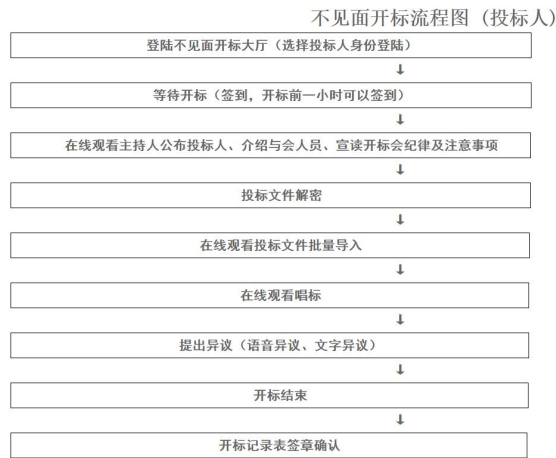 不见面开标流程图（投标人）
登陆不见面开标大厅（选择投标人身份登陆）
↓
等待开标（签到，开标前一小时可以签到）
↓
在线观看主持人公布投标人、介绍与会人员、宣读开标会纪律及注意事项
↓
投标文件解密
↓
在线观看投标文件批量导入
↓
在线观看唱标
↓
提出异议（语音异议、文字异议）
↓
开标结束
↓
开标记录表签章确认